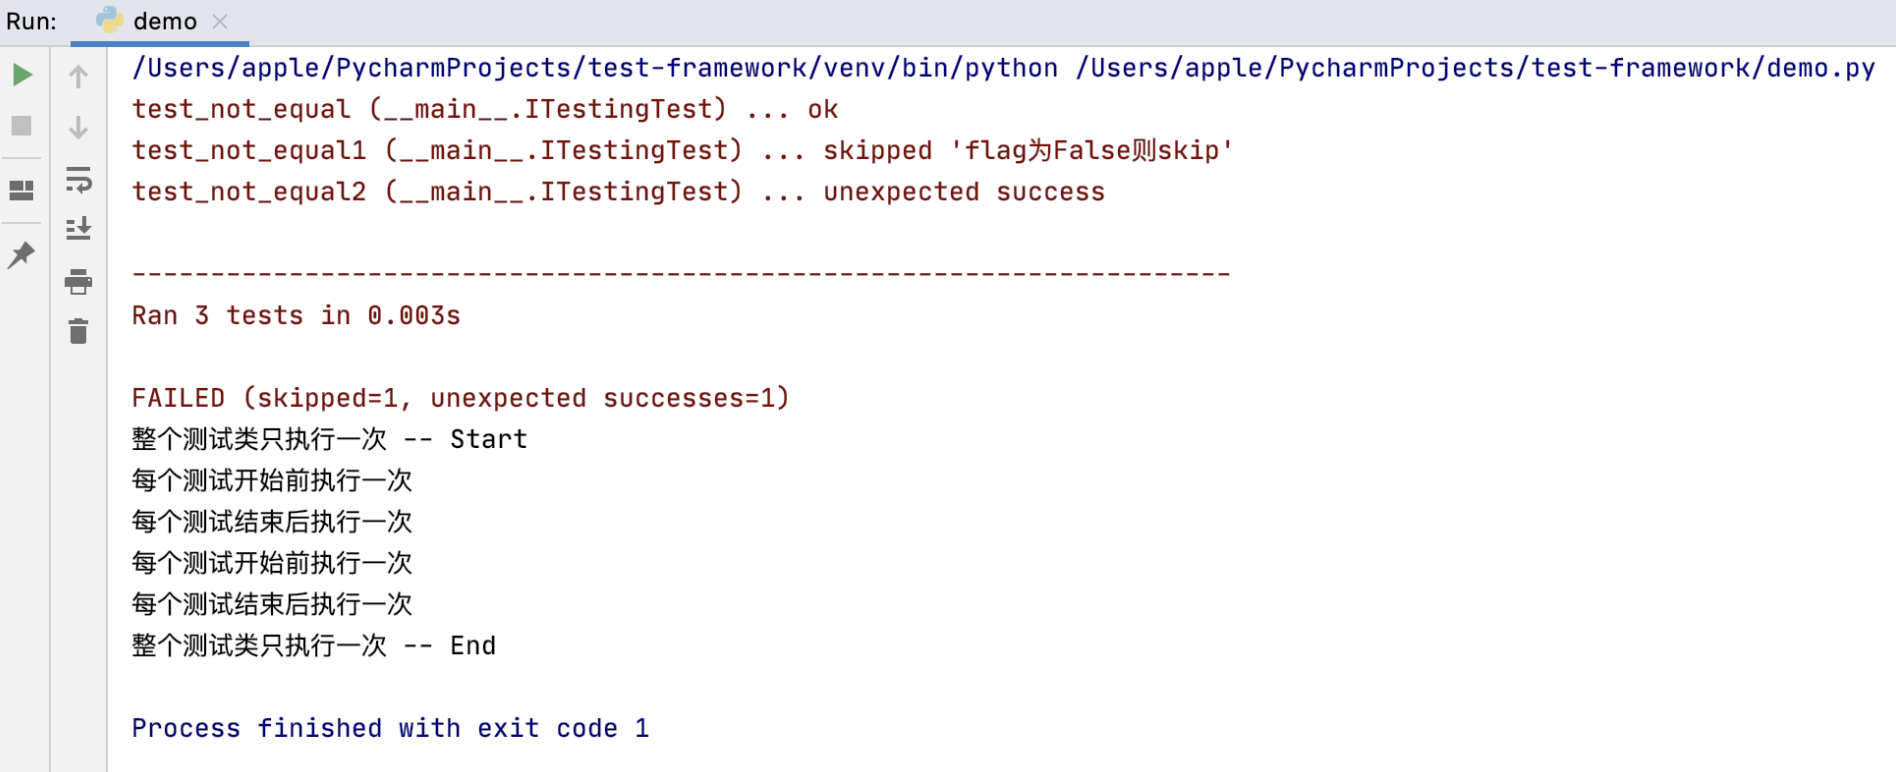 Run: demo
/Users/apple/PycharmProjects/test-framework/venv/bin/python /Users/apple/PycharmProjects/test-framework/demo.py
test_not_equal (__main__.ITestingTest) ... ok
test_not_equal1 (__main__.ITestingTest) ... skipped 'flag为False则skip'
test_not_equal2 (__main__.ITestingTest) ... unexpected success
----------------------------------------------------------------------
Ran 3 tests in 0.003s
FAILED (skipped=1, unexpected successes=1)
整个测试类只执行一次 -- Start
每个测试开始前执行一次
每个测试结束后执行一次
每个测试开始前执行一次
每个测试结束后执行一次
整个测试类只执行一次 -- End
Process finished with exit code 1